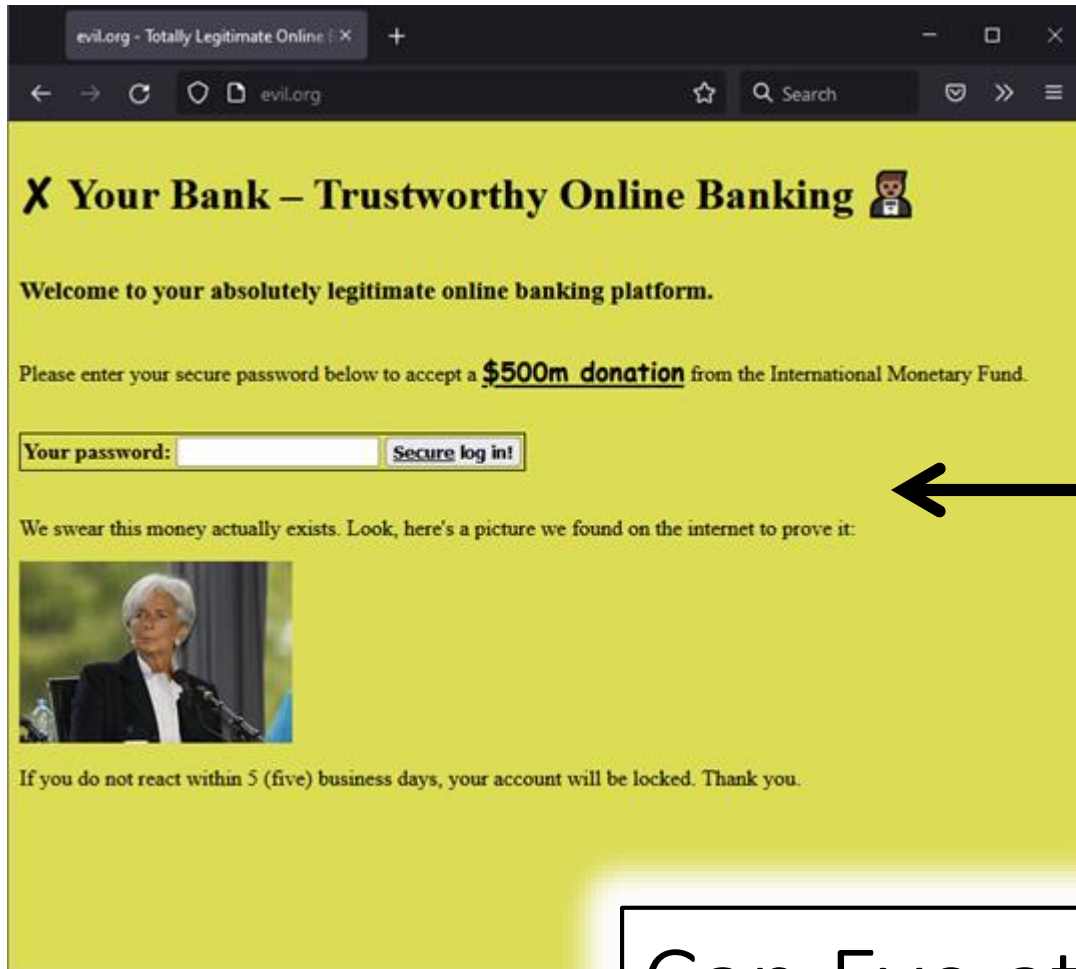 evil.org - Totally Legitimate Online
evil.org
Search
✗ Your Bank – Trustworthy Online Banking
Welcome to your absolutely legitimate online banking platform.
Please enter your secure password below to accept a $500m donation from the International Monetary Fund.
Your password: Secure log in!
We swear this money actually exists. Look, here's a picture we found on the internet to prove it:
If you do not react within 5 (five) business days, your account will be locked. Thank you.
Can Eve